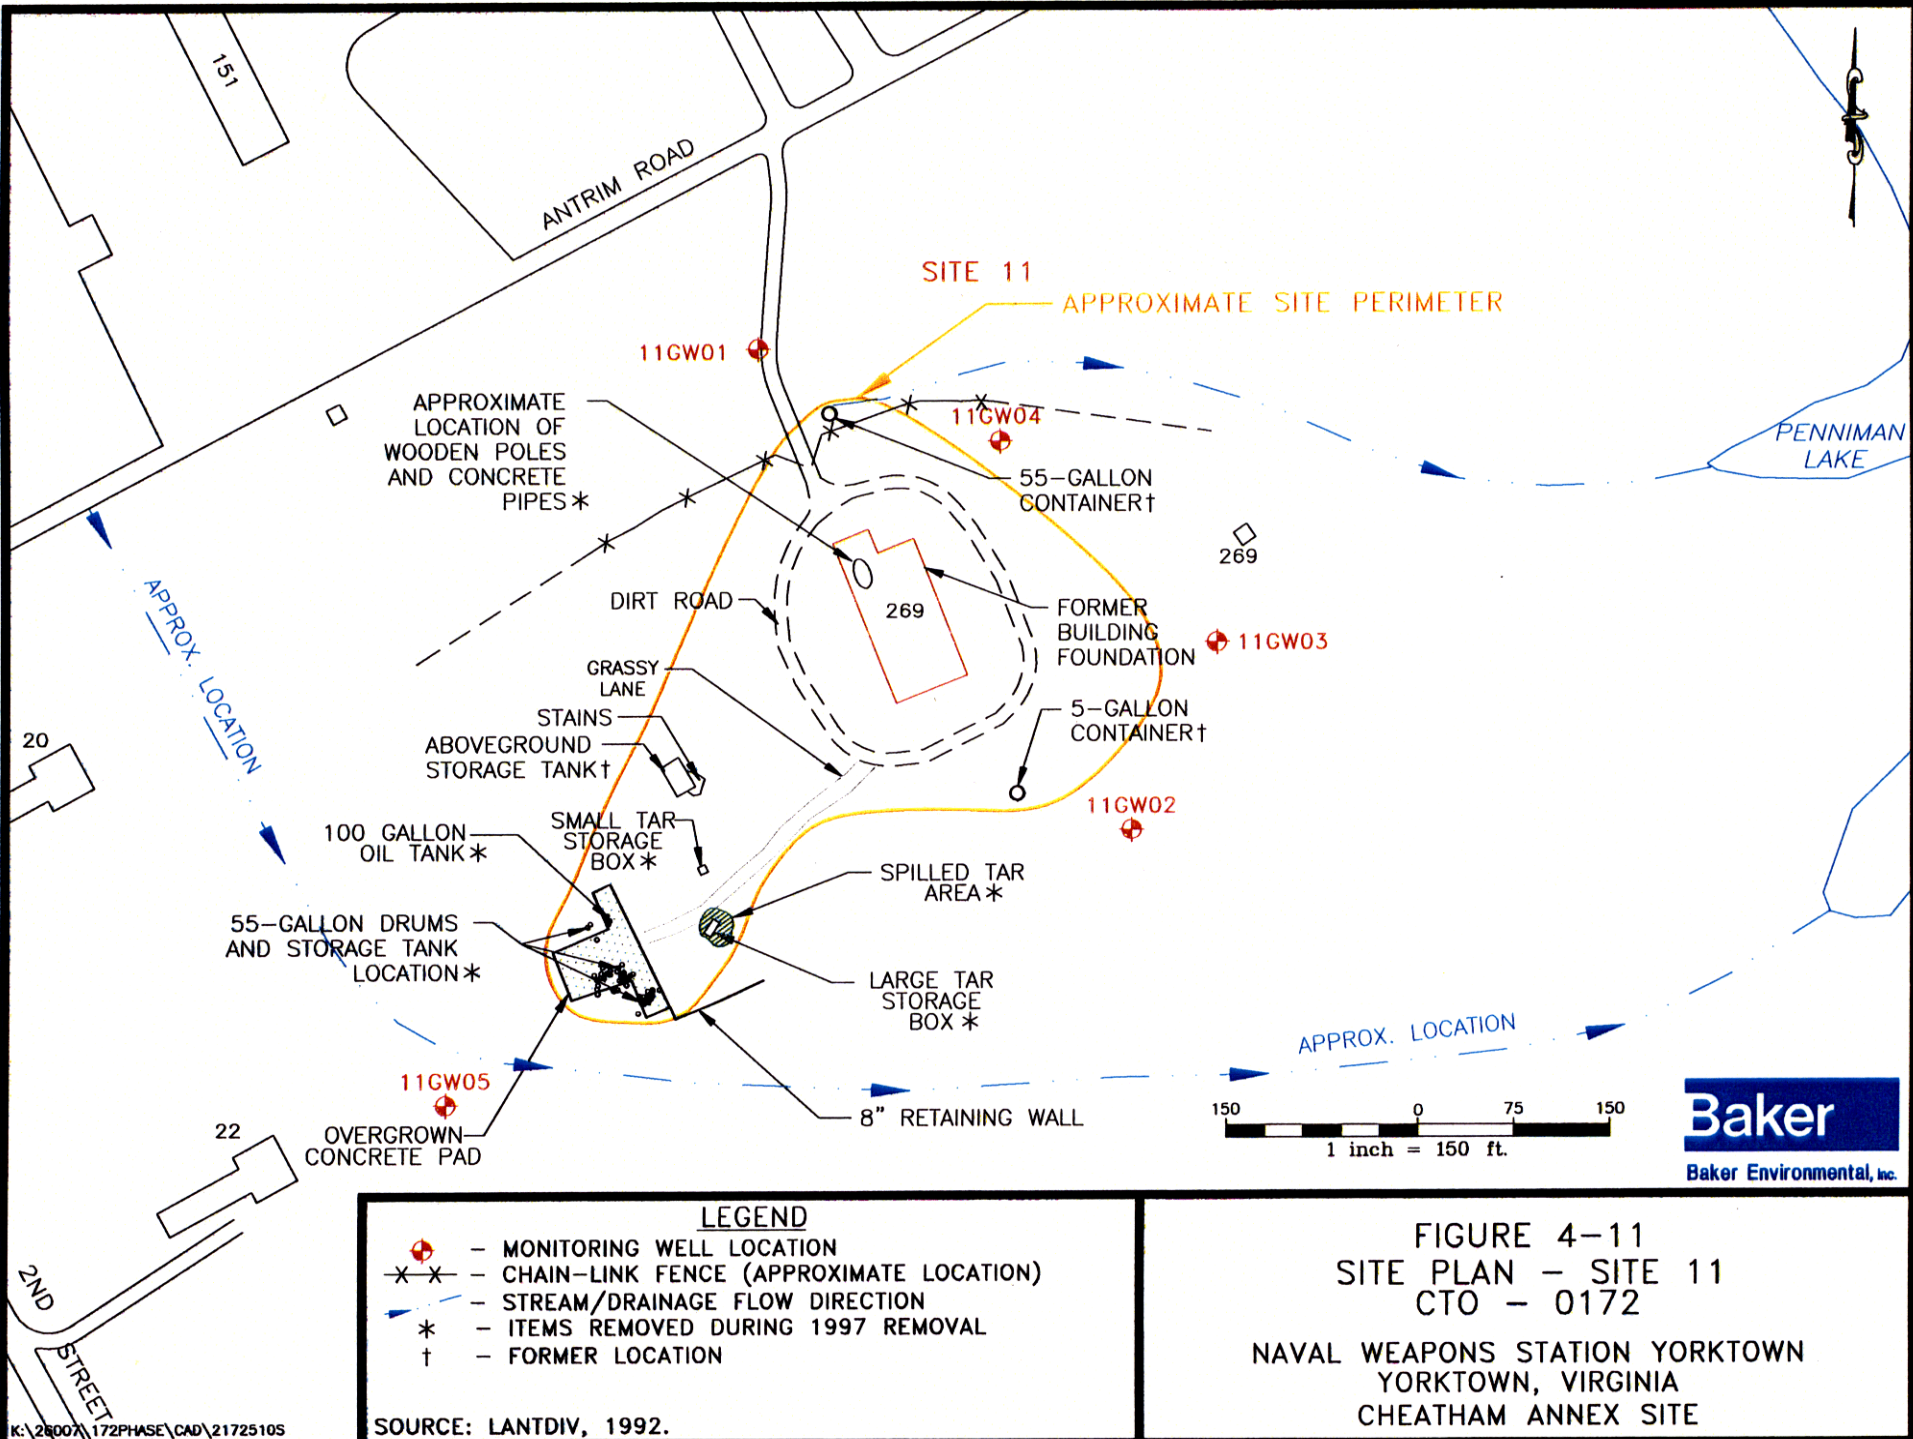 151
ANTRIM ROAD
SITE 11
APPROXIMATE SITE PERIMETER
11GW01
APPROXIMATE
LOCATION OF
WOODEN POLES
AND CONCRETE
PIPES*
11GW04
55-GALLON
CONTAINER†
PENNIMAN
LAKE
269
DIRT ROAD
269
FORMER
BUILDING
FOUNDATION
11GW03
APPROX. LOCATION
GRASSY
LANE
STAINS
ABOVEGROUND
STORAGE TANK†
5-GALLON
CONTAINER†
20
11GW02
100 GALLON
OIL TANK*
SMALL TAR
STORAGE
BOX*
SPILLED TAR
AREA*
55-GALLON DRUMS
AND STORAGE TANK
LOCATION*
LARGE TAR
STORAGE
BOX*
APPROX. LOCATION
11GW05
8" RETAINING WALL
22
OVERGROWN
CONCRETE PAD
150 0 75 150
1 inch = 150 ft.
Baker
Baker Environmental, Inc.
2ND
STREET
LEGEND
- MONITORING WELL LOCATION
X X - CHAIN-LINK FENCE (APPROXIMATE LOCATION)
- STREAM/DRAINAGE FLOW DIRECTION
* - ITEMS REMOVED DURING 1997 REMOVAL
† - FORMER LOCATION
SOURCE: LANTDIV, 1992.
K:\26007\172PHASE\CAD\2172510S
FIGURE 4-11
SITE PLAN - SITE 11
CTO - 0172
NAVAL WEAPONS STATION YORKTOWN
YORKTOWN, VIRGINIA
CHEATHAM ANNEX SITE